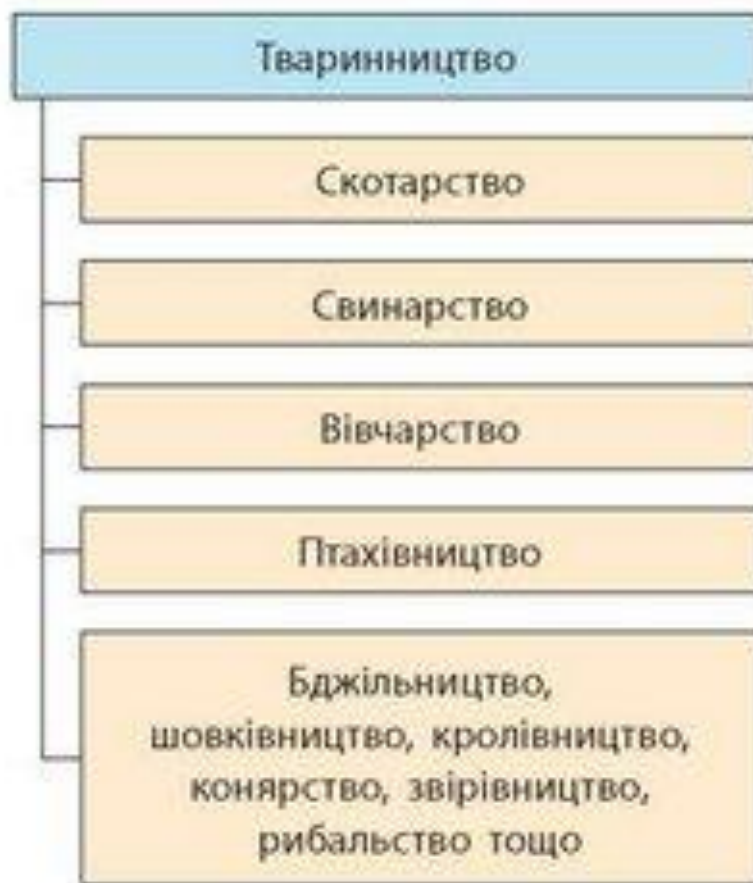 Тваринництво
Скотарство
Свинарство
Вівчарство
Птахівництво
Бджільництво,
шовківництво, кролівництво,
конярство, звірівництво,
рибальство тощо